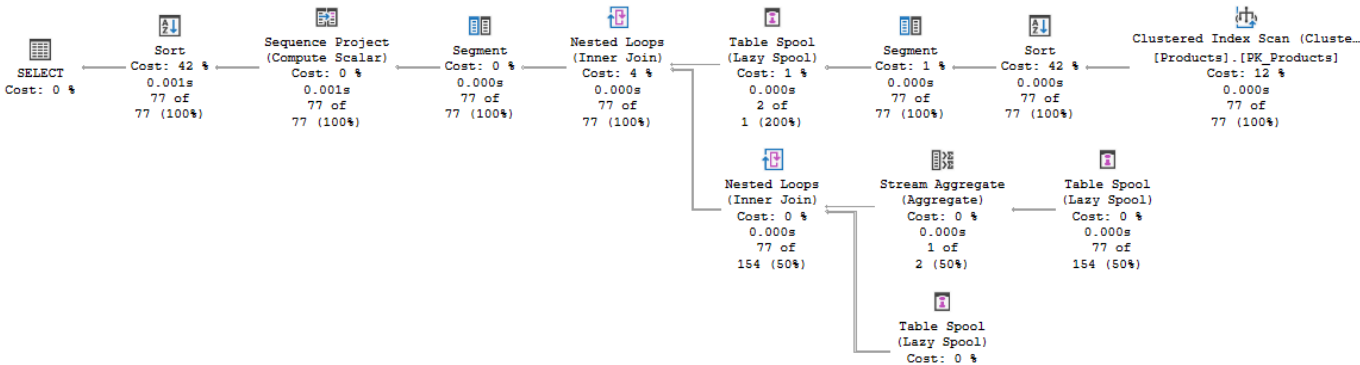 SELECT
Cost: 0 %
Sort
Cost: 42 %
0.001s
77 of
77 (100%)
Sequence Project
(Compute Scalar)
Cost: 0 %
0.001s
77 of
77 (100%)
Segment
Cost: 0 %
0.000s
77 of
77 (100%)
Nested Loops
(Inner Join)
Cost: 4 %
0.000s
77 of
77 (100%)
Table Spool
(Lazy Spool)
Cost: 1 %
0.000s
2 of
1 (200%)
Segment
Cost: 1 %
0.000s
77 of
77 (100%)
Sort
Cost: 42 %
0.000s
77 of
77 (100%)
Clustered Index Scan (Cluste…
[Products].[PK_Products]
Cost: 12 %
0.000s
77 of
77 (100%)
Nested Loops
(Inner Join)
Cost: 0 %
0.000s
77 of
154 (50%)
Stream Aggregate
(Aggregate)
Cost: 0 %
0.000s
1 of
2 (50%)
Table Spool
(Lazy Spool)
Cost: 0 %
0.000s
77 of
154 (50%)
Table Spool
(Lazy Spool)
Cost: 0 %